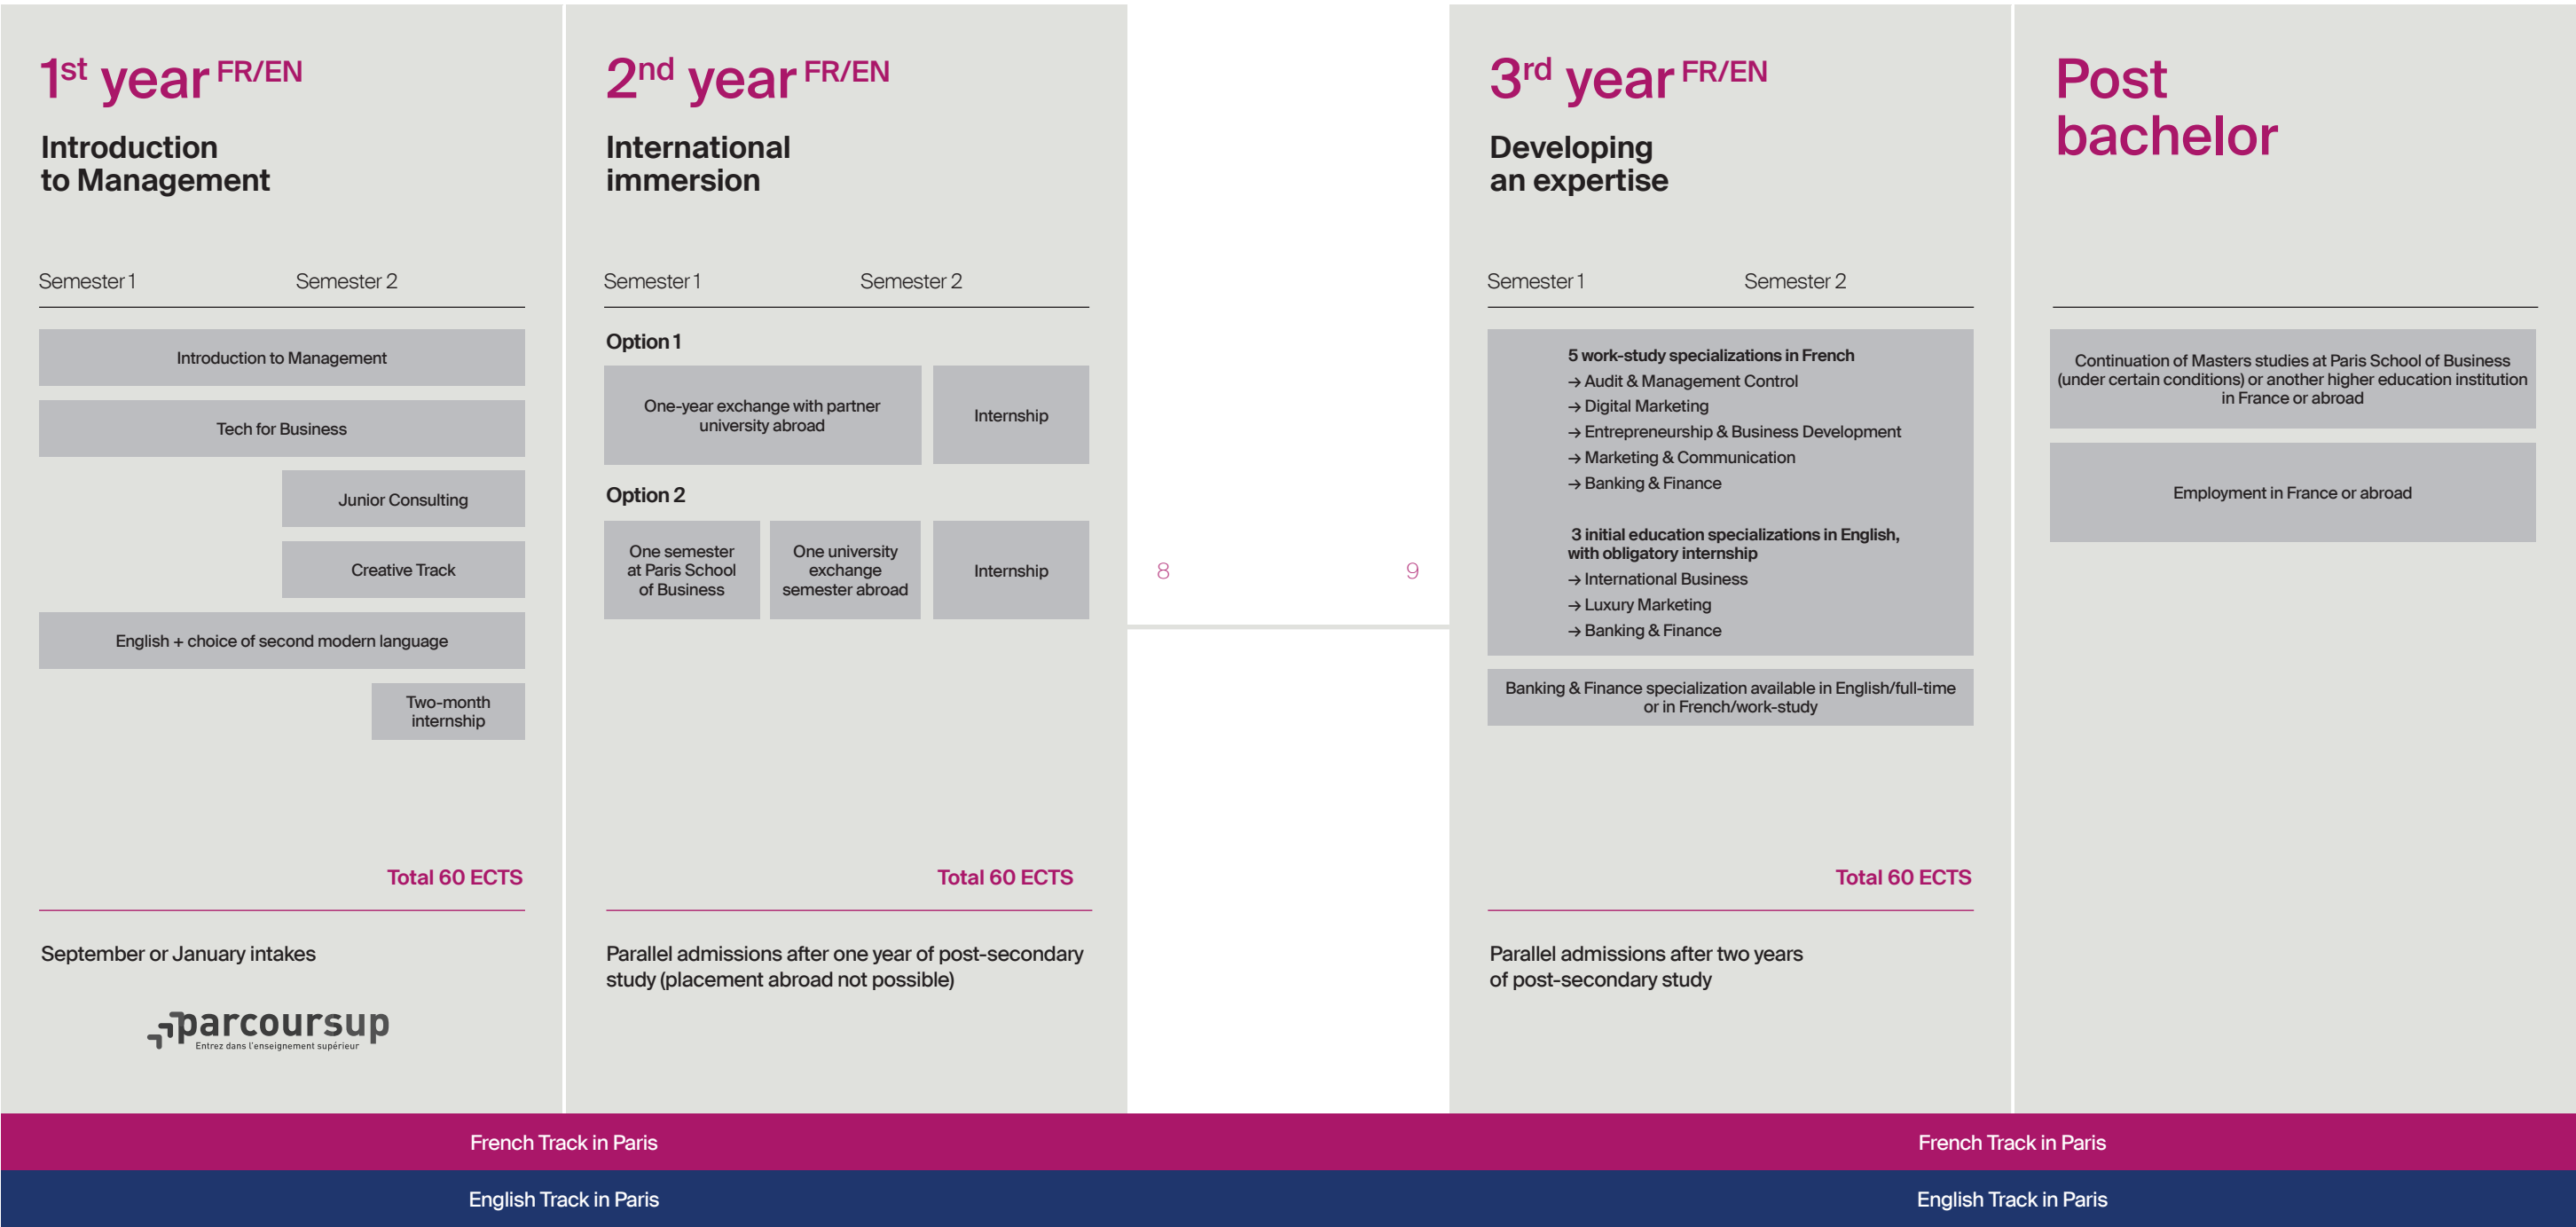 1st year FR/EN
Introduction
to Management
Semester 1
Semester 2
Introduction to Management
Tech for Business
Junior Consulting
Creative Track
English + choice of second modern language
Two-month
internship
Total 60 ECTS
September or January intakes
parcoursup
Entrez dans l'enseignement supérieur
2nd year FR/EN
International
immersion
Semester 1
Semester 2
Option 1
One-year exchange with partner
university abroad
Internship
Option 2
One semester
at Paris School
of Business
One university
exchange
semester abroad
Internship
Total 60 ECTS
Parallel admissions after one year of post-secondary
study (placement abroad not possible)
8
9
3rd year FR/EN
Developing
an expertise
Semester 1
Semester 2
5 work-study specializations in French
→ Audit & Management Control
→ Digital Marketing
→ Entrepreneurship & Business Development
→ Marketing & Communication
→ Banking & Finance
3 initial education specializations in English,
with obligatory internship
→ International Business
→ Luxury Marketing
→ Banking & Finance
Banking & Finance specialization available in English/full-time
or in French/work-study
Total 60 ECTS
Parallel admissions after two years
of post-secondary study
Post
bachelor
Continuation of Masters studies at Paris School of Business
(under certain conditions) or another higher education institution
in France or abroad
Employment in France or abroad
French Track in Paris
French Track in Paris
English Track in Paris
English Track in Paris